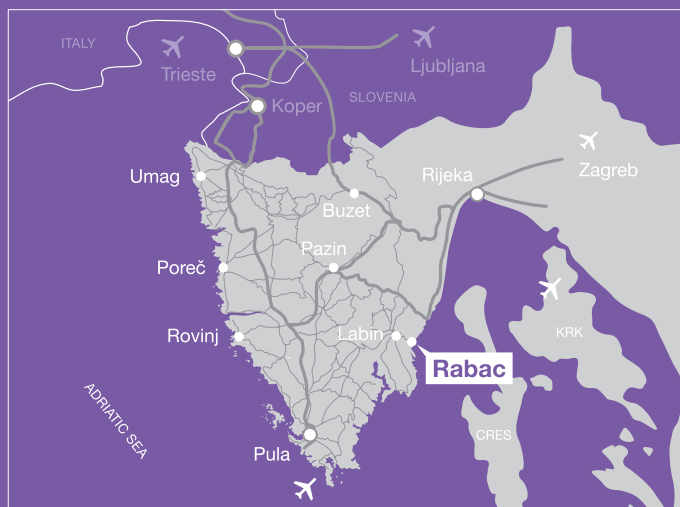 ITALY
Trieste
Ljubljana
SLOVENIA
Koper
Zagreb
Umag
Rijeka
Buzet
Pazin
Poreč
Rovinj
Labin
KRK
Rabac
ADRIATIC SEA
CRES
Pula